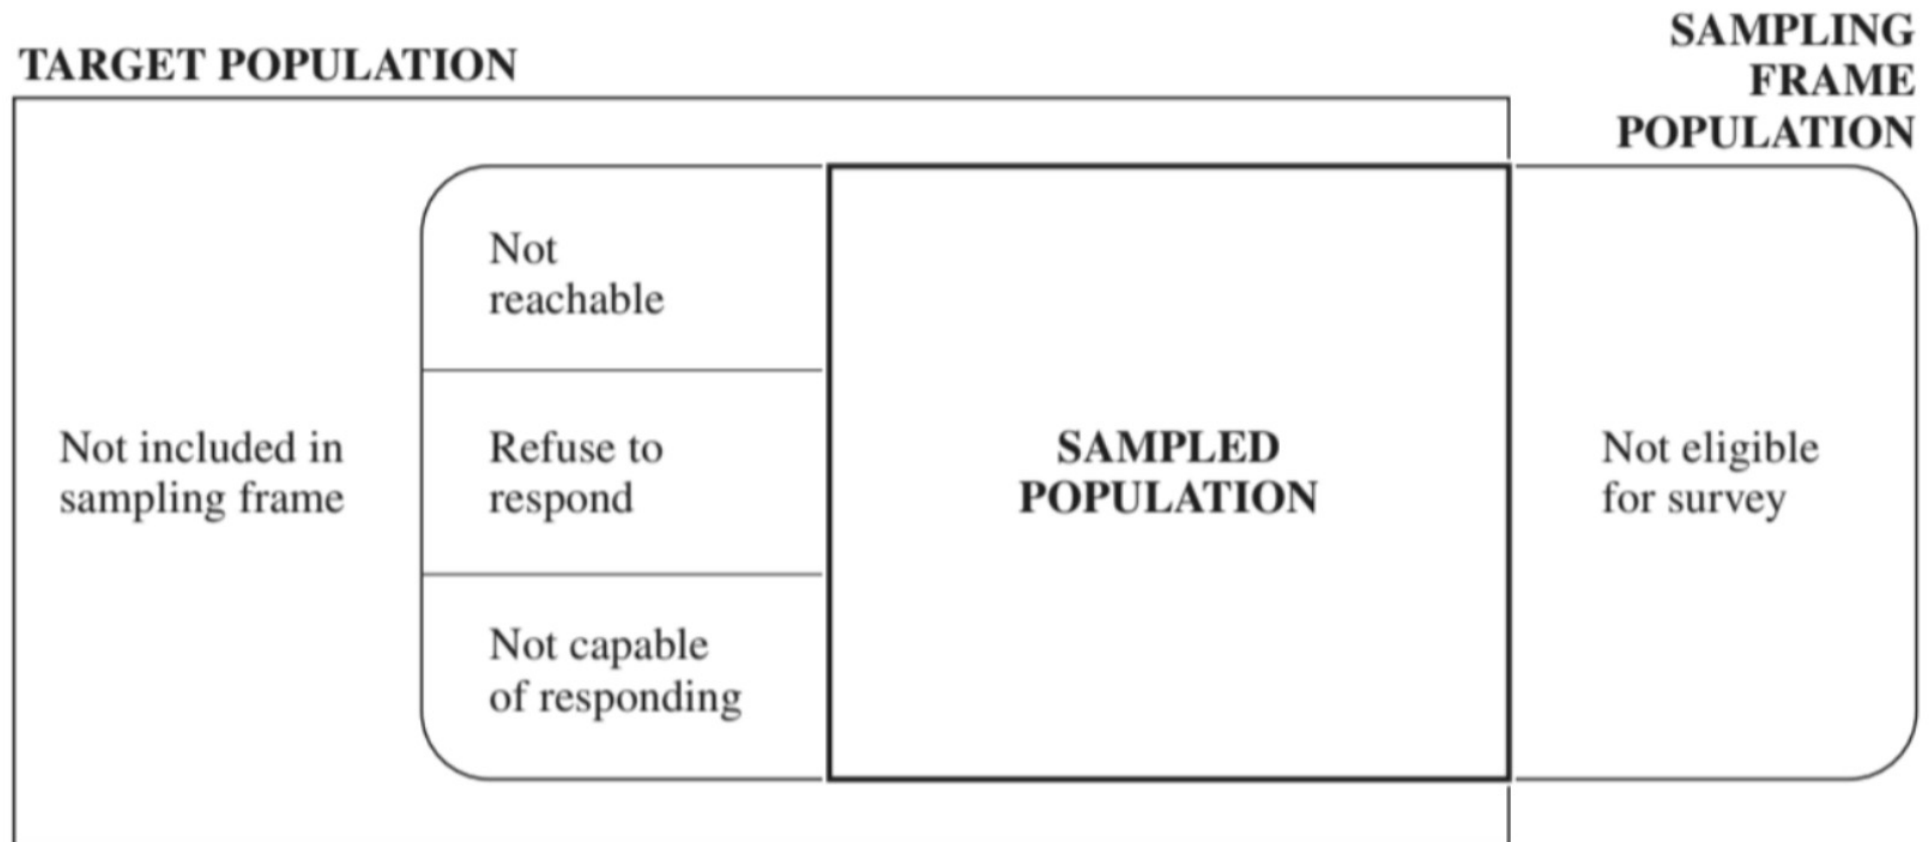 TARGET POPULATION
SAMPLING
FRAME
POPULATION
Not included in
sampling frame
Not
reachable
Refuse to
respond
Not capable
of responding
SAMPLED
POPULATION
Not eligible
for survey